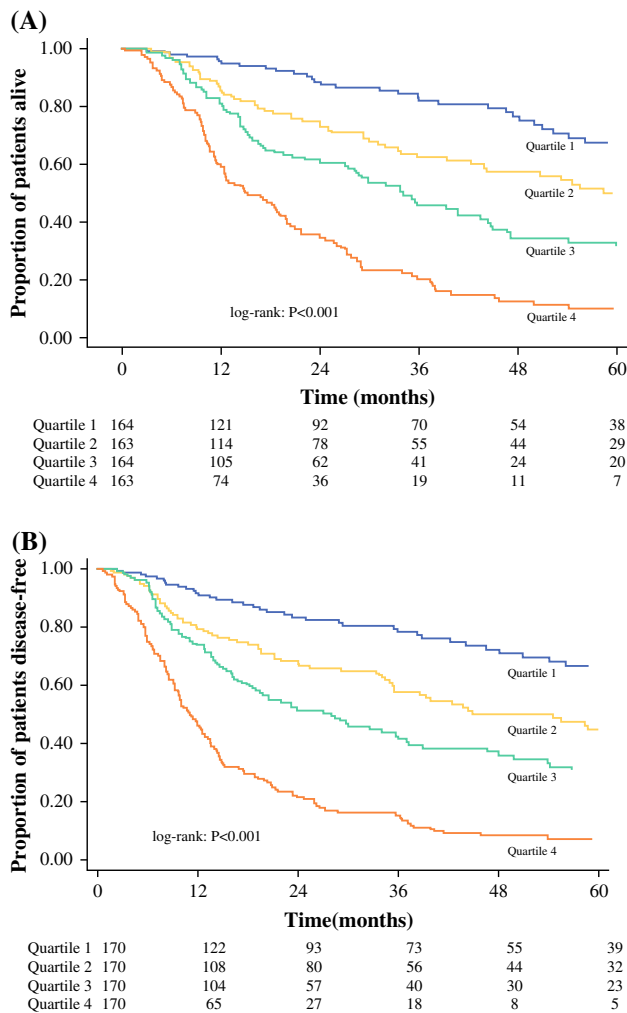 (A)
Proportion of patients alive
1.00
0.80
0.60
0.40
0.20
0.00
Quartile 1
Quartile 2
Quartile 3
Quartile 4
log-rank: P<0.001
0 12 24 36 48 60
Time (months)
Quartile 1 164 121 92 70 54 38
Quartile 2 163 114 78 55 44 29
Quartile 3 164 105 62 41 24 20
Quartile 4 163 74 36 19 11 7
(B)
Proportion of patients disease-free
1.00
0.80
0.60
0.40
0.20
0.00
Quartile 1
Quartile 2
Quartile 3
Quartile 4
log-rank: P<0.001
0 12 24 36 48 60
Time(months)
Quartile 1 170 122 93 73 55 39
Quartile 2 170 108 80 56 44 32
Quartile 3 170 104 57 40 30 23
Quartile 4 170 65 27 18 8 5